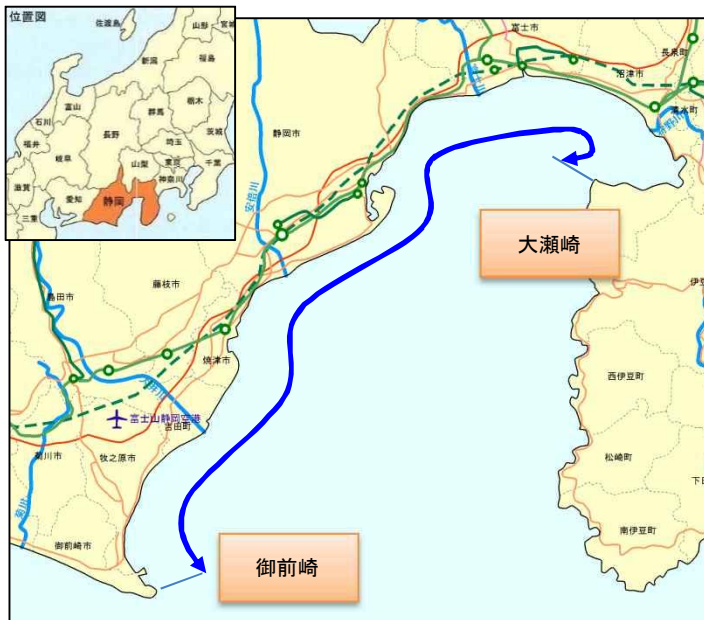 位置図
佐渡島
山形
宮城
新潟
福島
富山
石川
群馬
栃木
長野
福井
埼玉
茨城
岐阜
山梨
東京
千葉
神奈川
滋賀
愛知
静岡
三重
富士市
長泉町
沼津市
清水町
静岡市
安倍川
大瀬崎
藤枝市
島田市
焼津市
富士山静岡空港
吉田町
西伊豆町
菊川市
牧之原市
松崎町
菊川
南伊豆町
御前崎市
御前崎